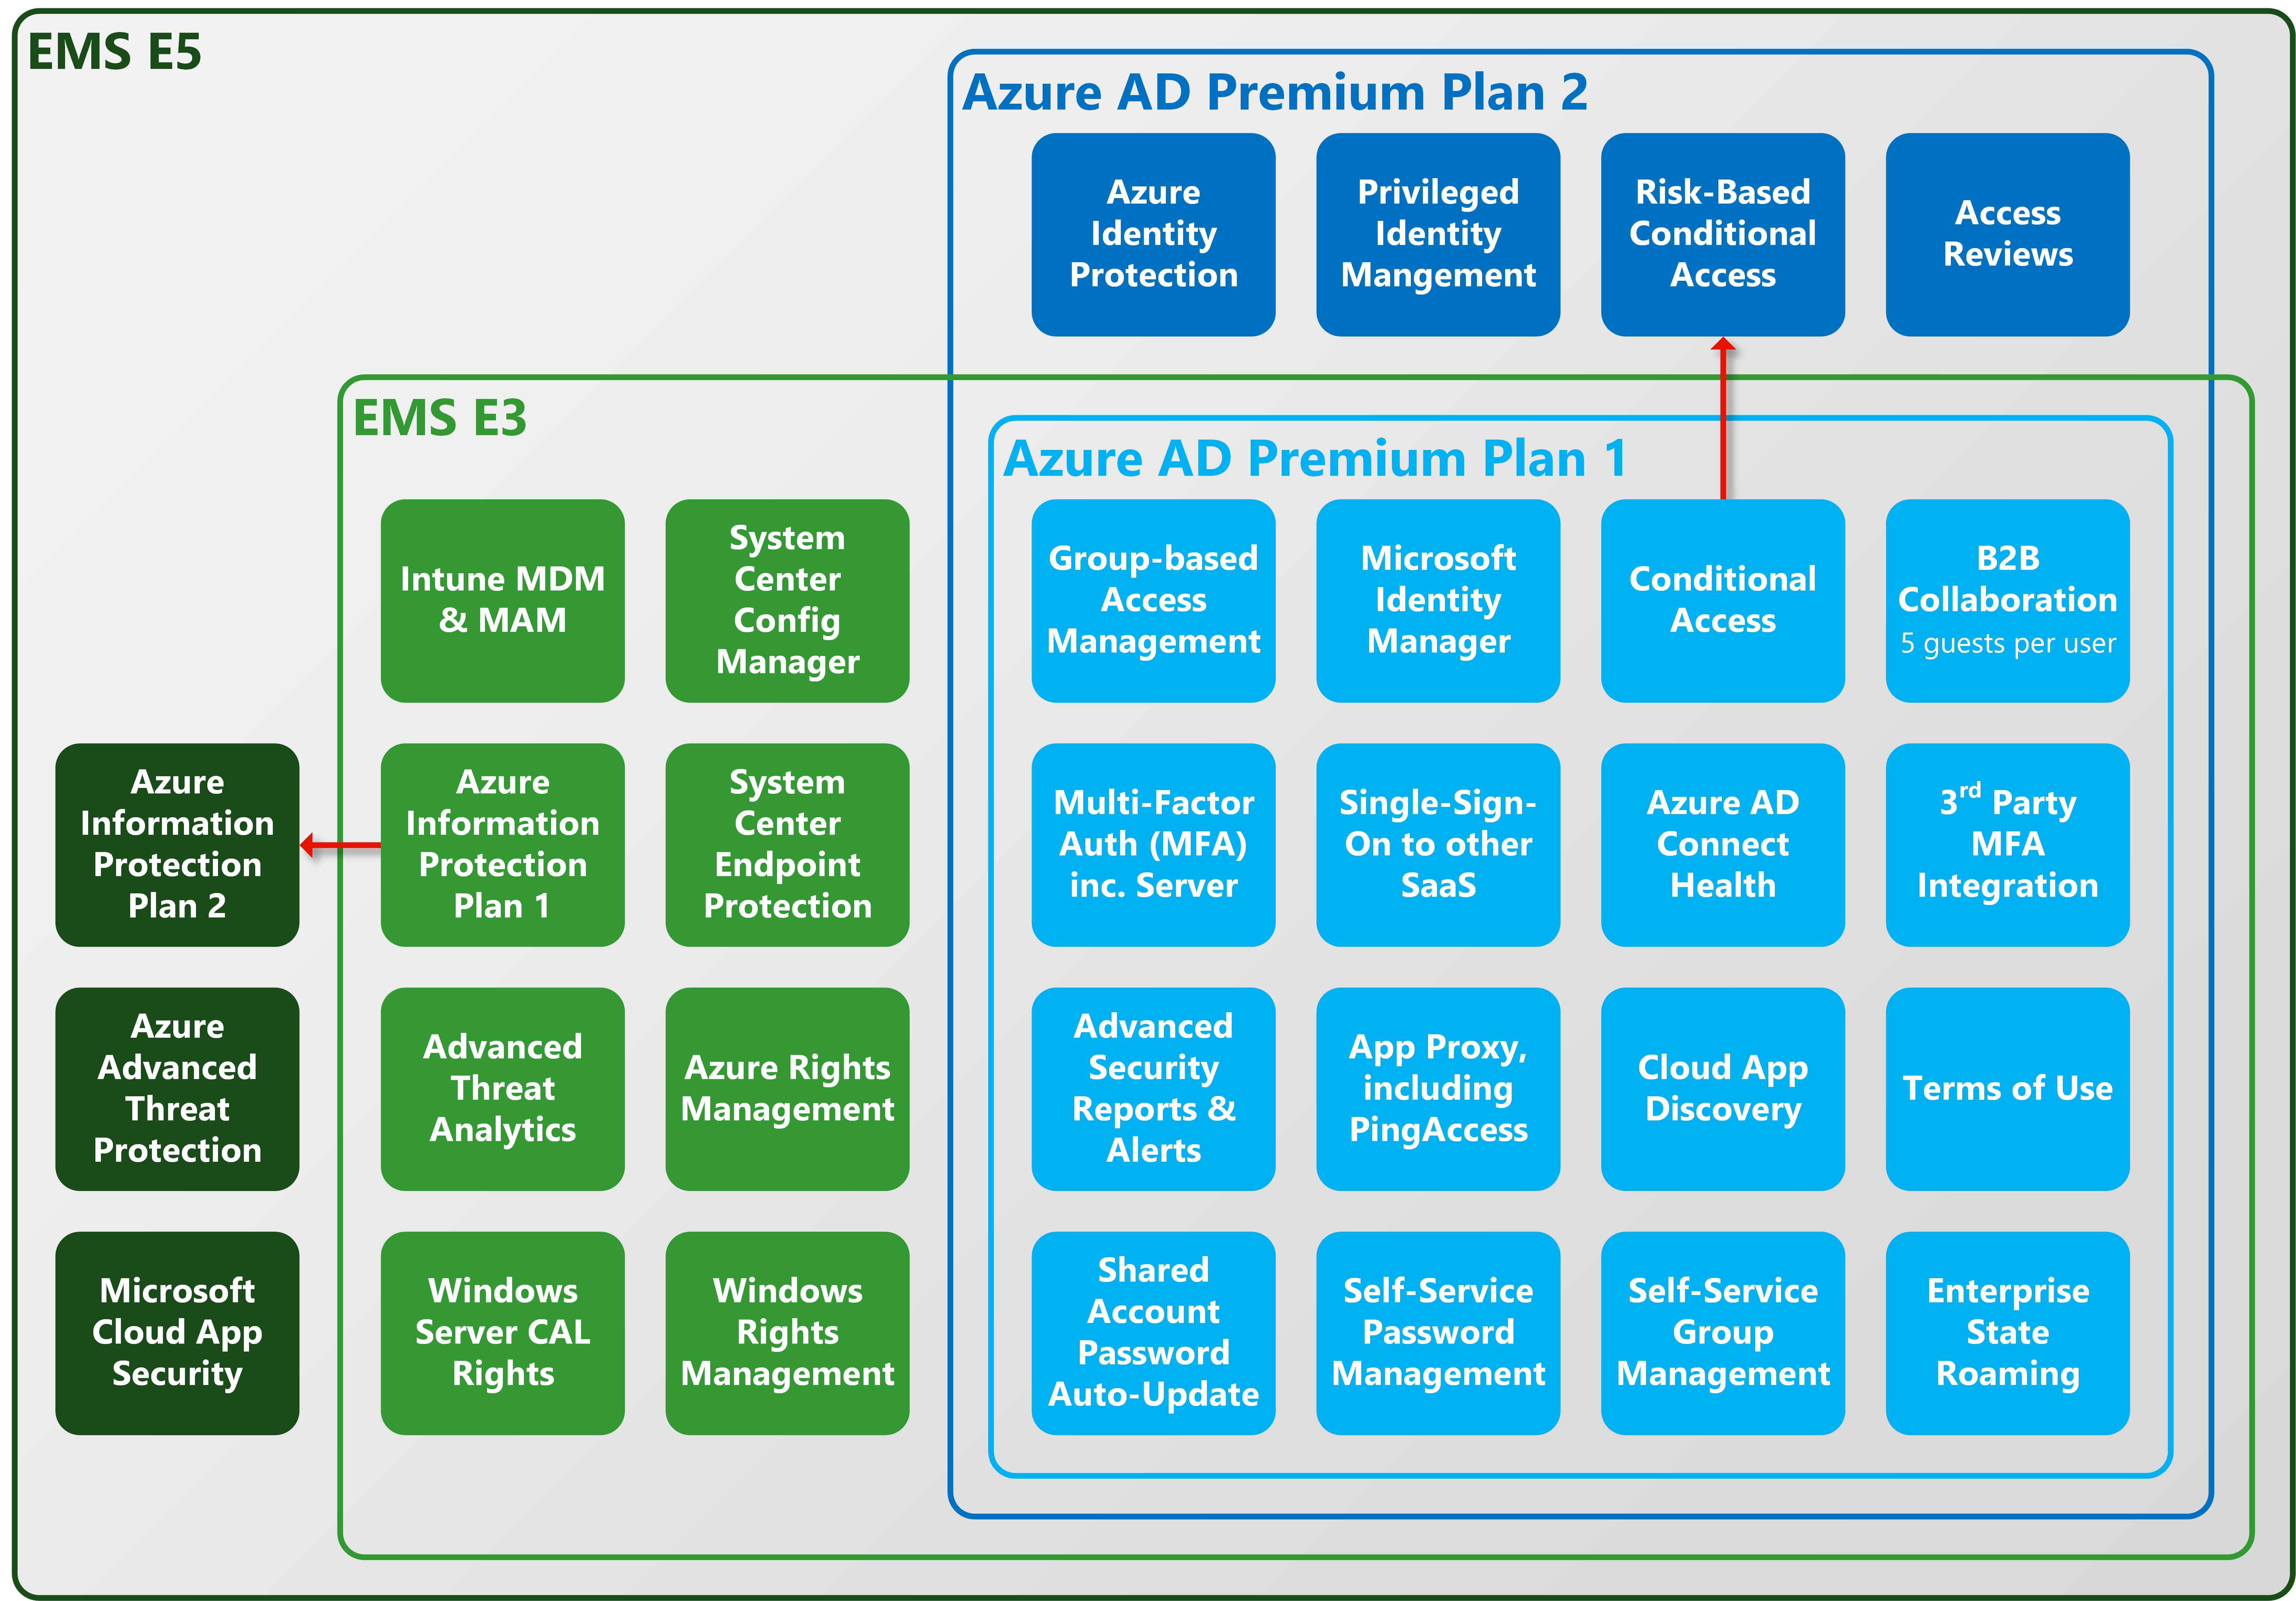 EMS E5
Azure AD Premium Plan 2
Azure
Identity
Protection
Privileged
Identity
Mangement
Risk-Based
Conditional
Access
Access
Reviews
EMS E3
Azure AD Premium Plan 1
Intune MDM
& MAM
System
Center
Config
Manager
Group-based
Access
Management
Microsoft
Identity
Manager
Conditional
Access
B2B
Collaboration
5 guests per user
Azure
Information
Protection
Plan 2
Azure
Information
Protection
Plan 1
System
Center
Endpoint
Protection
Multi-Factor
Auth (MFA)
inc. Server
Single-Sign-
On to other
SaaS
Azure AD
Connect
Health
3rd Party
MFA
Integration
Azure
Advanced
Threat
Protection
Advanced
Threat
Analytics
Azure Rights
Management
Advanced
Security
Reports &
Alerts
App Proxy,
including
PingAccess
Cloud App
Discovery
Terms of Use
Microsoft
Cloud App
Security
Windows
Server CAL
Rights
Windows
Rights
Management
Shared
Account
Password
Auto-Update
Self-Service
Password
Management
Self-Service
Group
Management
Enterprise
State
Roaming